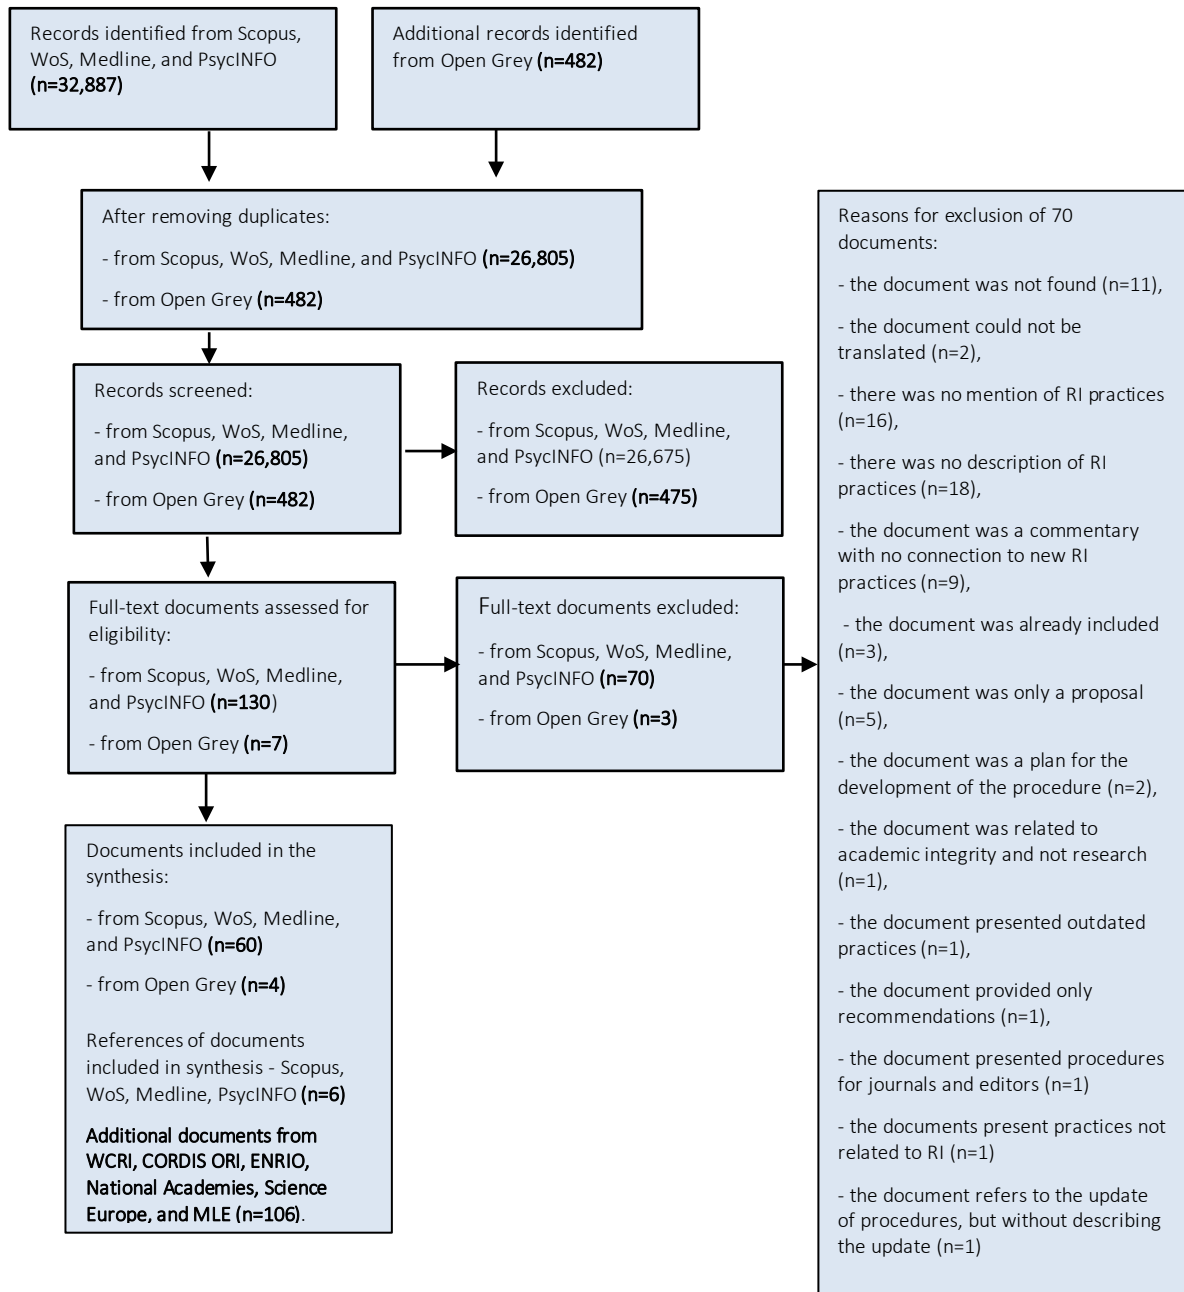 Records identified from Scopus,
WoS, Medline, and PsycINFO
(n=32,887)
Additional records identified
from Open Grey (n=482)
After removing duplicates:
- from Scopus, WoS, Medline, and PsycINFO (n=26,805)
- from Open Grey (n=482)
Records screened:
- from Scopus, WoS, Medline,
and PsycINFO (n=26,805)
- from Open Grey (n=482)
Records excluded:
- from Scopus, WoS, Medline,
and PsycINFO (n=26,675)
- from Open Grey (n=475)
Full-text documents assessed for
eligibility:
- from Scopus, WoS, Medline,
and PsycINFO (n=130)
- from Open Grey (n=7)
Full-text documents excluded:
- from Scopus, WoS, Medline,
and PsycINFO (n=70)
- from Open Grey (n=3)
Reasons for exclusion of 70
documents:
- the document was not found (n=11),
- the document could not be
translated (n=2),
- there was no mention of RI practices
(n=16),
- there was no description of RI
practices (n=18),
- the document was a commentary
with no connection to new RI
practices (n=9),
- the document was already included
(n=3),
- the document was only a proposal
(n=5),
- the document was a plan for the
development of the procedure (n=2),
- the document was related to
academic integrity and not research
(n=1),
- the document presented outdated
practices (n=1),
- the document provided only
recommendations (n=1),
- the document presented procedures
for journals and editors (n=1)
- the documents present practices not
related to RI (n=1)
- the document refers to the update
of procedures, but without describing
the update (n=1)
Documents included in the
synthesis:
- from Scopus, WoS, Medline,
and PsycINFO (n=60)
- from Open Grey (n=4)
References of documents
included in synthesis - Scopus,
WoS, Medline, PsycINFO (n=6)
Additional documents from
WCRI, CORDIS ORI, ENRIO,
National Academies, Science
Europe, and MLE (n=106).